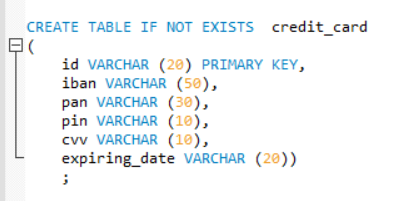 CREATE TABLE IF NOT EXISTS  credit_card
(
    id VARCHAR (20) PRIMARY KEY,
    iban VARCHAR (50),
    pan VARCHAR (30),
    pin VARCHAR (10),
    cvv VARCHAR (10),
    expiring_date VARCHAR (20))
    ;